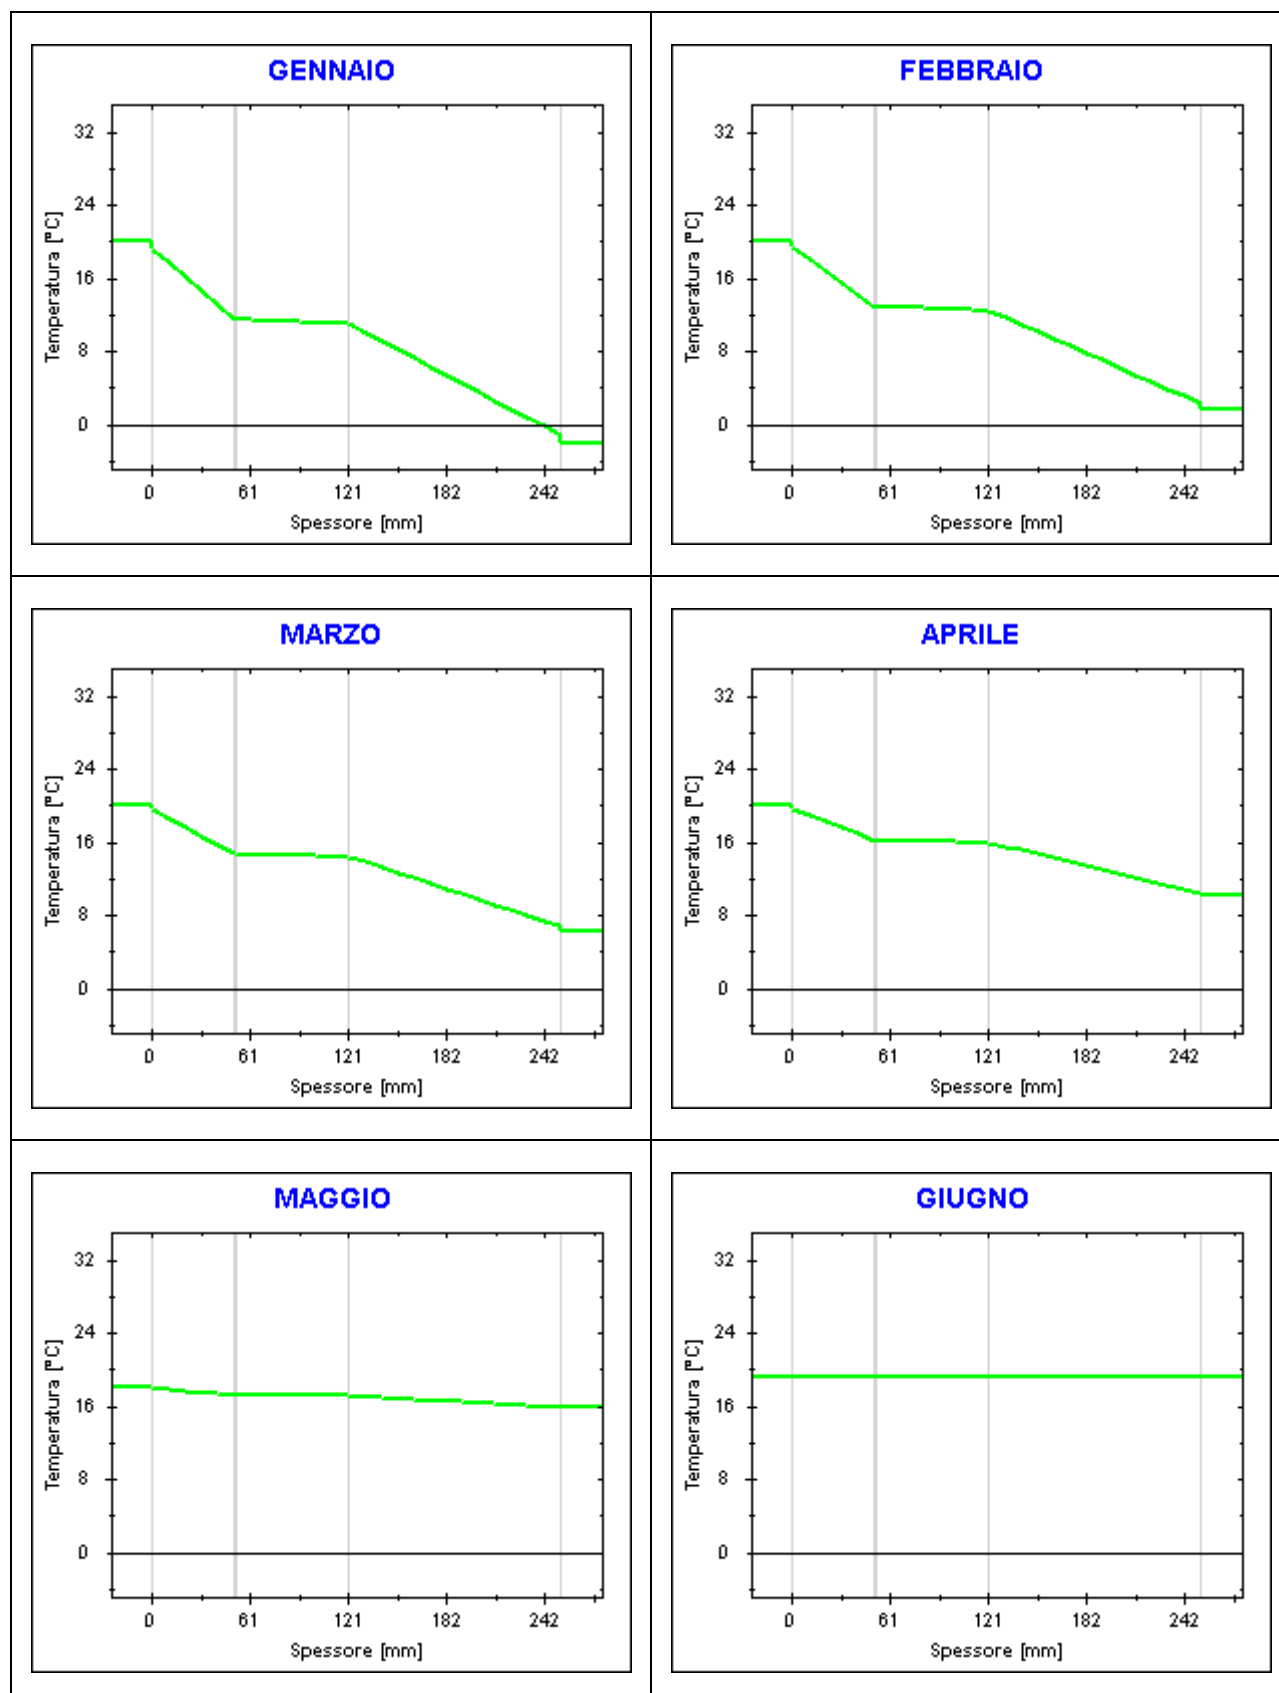 GENNAIO
32
24
16
8
0
Temperatura [°C]
0 61 121 182 242
Spessore [mm]
FEBBRAIO
32
24
16
8
0
Temperatura [°C]
0 61 121 182 242
Spessore [mm]
MARZO
32
24
16
8
0
Temperatura [°C]
0 61 121 182 242
Spessore [mm]
APRILE
32
24
16
8
0
Temperatura [°C]
0 61 121 182 242
Spessore [mm]
MAGGIO
32
24
16
8
0
Temperatura [°C]
0 61 121 182 242
Spessore [mm]
GIUGNO
32
24
16
8
0
Temperatura [°C]
0 61 121 182 242
Spessore [mm]